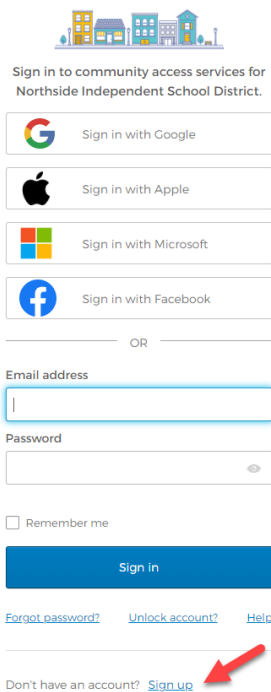 Sign in to community access services for
Northside Independent School District.
Sign in with Google
Sign in with Apple
Sign in with Microsoft
Sign in with Facebook
OR
Email address
Password
Remember me
Sign in
Forgot password? Unlock account? Help
Don't have an account? Sign up